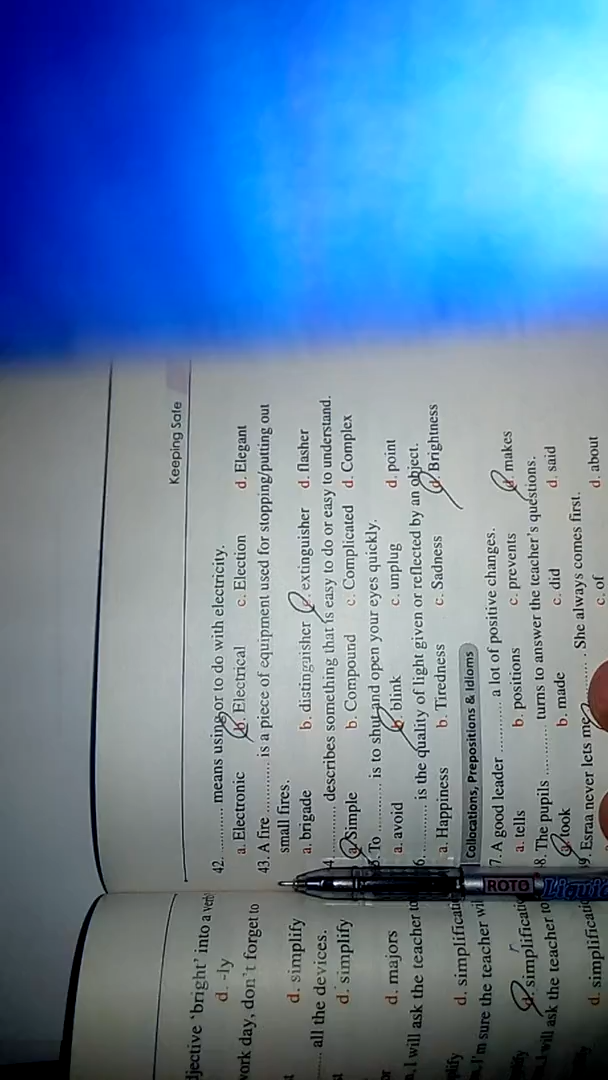 Keeping Safe
42. ............ means using or to do with electricity.
a. Electronic b. Electrical c. Election d. Elegant
43. A fire ............ is a piece of equipment used for stopping/putting out
small fires.
a. brigade b. distinguisher c. extinguisher d. flasher
............ describes something that is easy to do or easy to understand.
a. Simple b. Compound c. Complicated d. Complex
To ............ is to shut and open your eyes quickly.
a. avoid b. blink c. unplug d. point
6. ............ is the quality of light given or reflected by an object.
a. Happiness b. Tiredness c. Sadness d. Brightness
Collocations, Prepositions & Idioms
7. A good leader ............ a lot of positive changes.
a. tells b. positions c. prevents d. makes
8. The pupils ............ turns to answer the teacher's questions.
a. took b. made c. did d. said
9. Esraa never lets me ............ . She always comes first.
c. of d. about
djective 'bright' into a verb
d. -ly
work day, don't forget to
d. simplify
............ all the devices.
d. simplify
d. majors
, I will ask the teacher to
d. simplificati
, I'm sure the teacher wil
d. simplificati
I will ask the teacher to
d. simplificati
ROTO Liquid